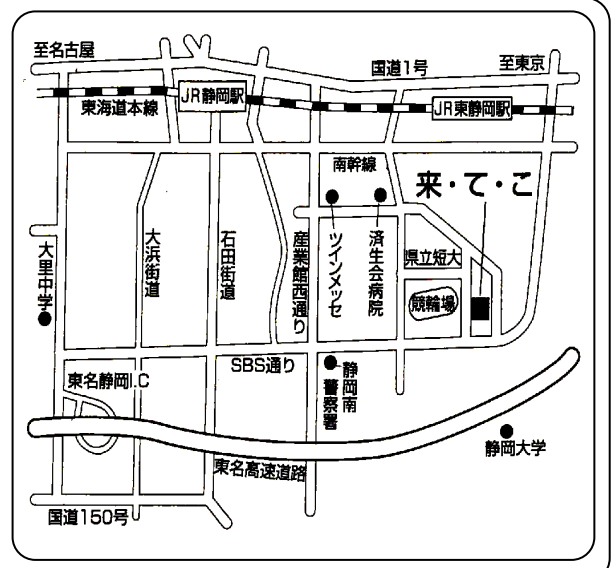 至名古屋
国道1号
至東京
東海道本線
JR静岡駅
JR東静岡駅
南幹線
来・て・こ
大里中学
大浜街道
石田街道
産業館西通り
ツインメッセ
済生会病院
県立短大
競輪場
SBS通り
静岡南
警察署
東名静岡I.C
東名高速道路
静岡大学
国道150号